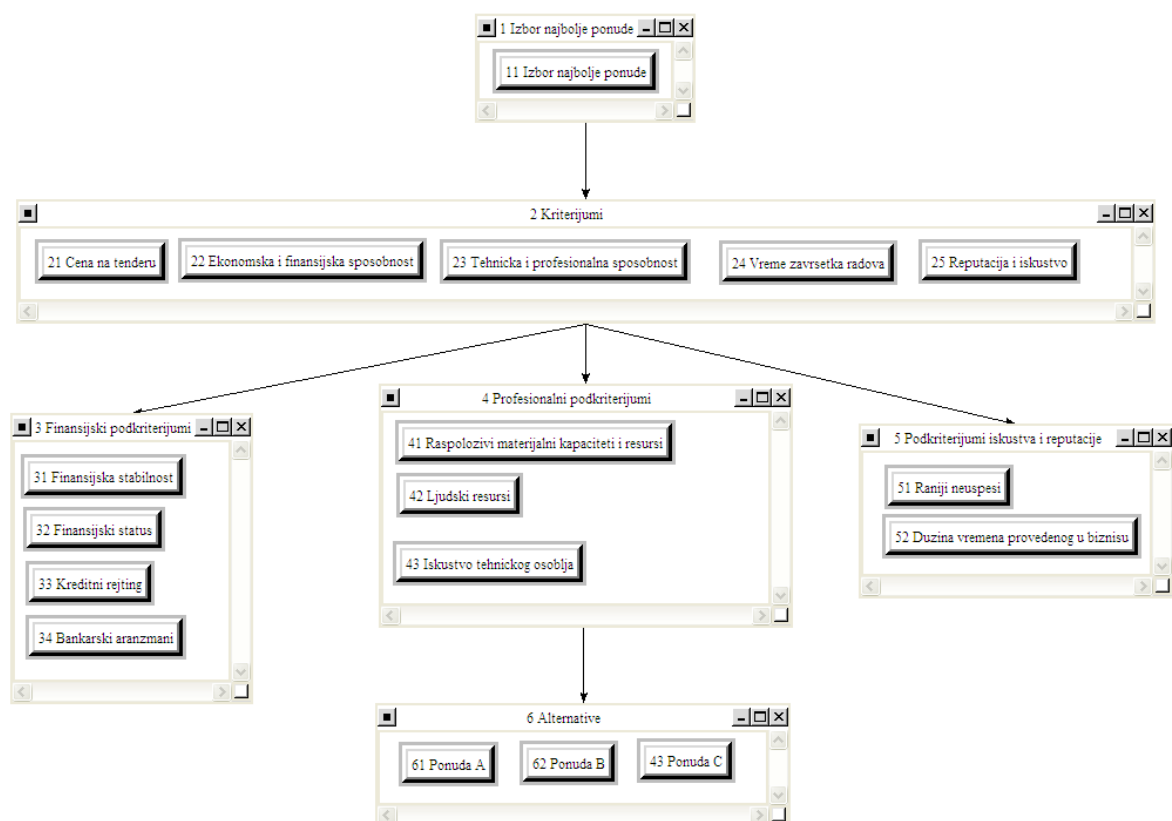 1 Izbor najbolje ponude
11 Izbor najbolje ponude
2 Kriterijumi
21 Cena na tenderu
22 Ekonomska i finansijska sposobnost
23 Tehnicka i profesionalna sposobnost
24 Vreme zavrsetka radova
25 Reputacija i iskustvo
3 Finansijski podkriterijumi
31 Finansijska stabilnost
32 Finansijski status
33 Kreditni rejting
34 Bankarski aranzmani
4 Profesionalni podkriterijumi
41 Raspolozivi materijalni kapaciteti i resursi
42 Ljudski resursi
43 Iskustvo tehnickog osoblja
5 Podkriterijumi iskustva i reputacije
51 Raniji neuspesi
52 Duzina vremena provedenog u biznisu
6 Alternative
61 Ponuda A
62 Ponuda B
43 Ponuda C